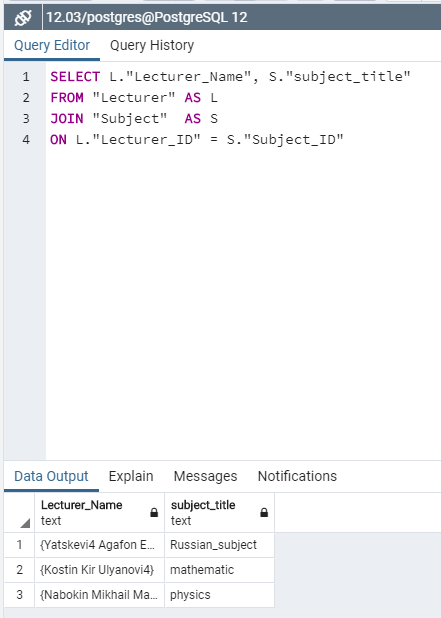 12.03/postgres@PostgreSQL 12
Query Editor Query History
1 SELECT L."Lecturer_Name", S."subject_title"
2 FROM "Lecturer" AS L
3 JOIN "Subject"  AS S
4 ON L."Lecturer_ID" = S."Subject_ID"
Data Output Explain Messages Notifications
Lecturer_Name subject_title
text text
1 {Yatskevi4 Agafon E... Russian_subject
2 {Kostin Kir Ulyanovi4} mathematic
3 {Nabokin Mikhail Ma... physics